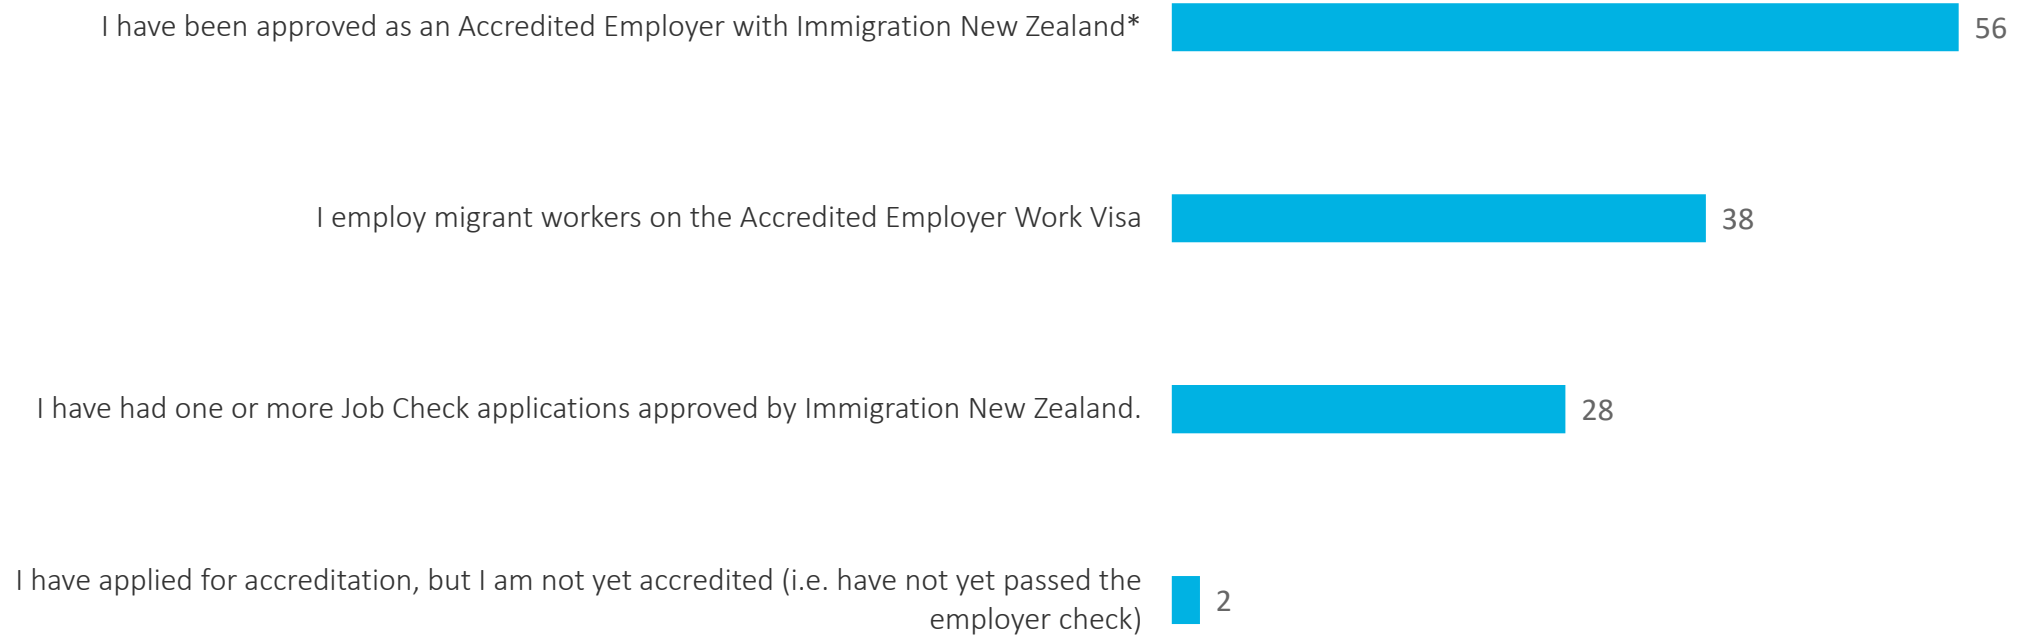 I have been approved as an Accredited Employer with Immigration New Zealand* 56
I employ migrant workers on the Accredited Employer Work Visa 38
I have had one or more Job Check applications approved by Immigration New Zealand. 28
I have applied for accreditation, but I am not yet accredited (i.e. have not yet passed the
employer check) 2